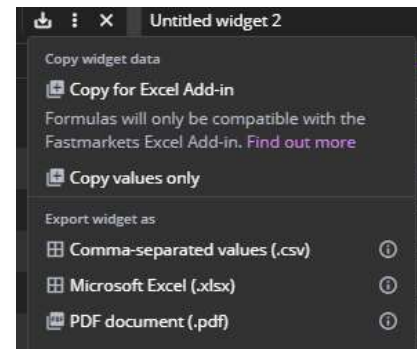 Untitled widget 2
Copy widget data
Copy for Excel Add-in
Formulas will only be compatible with the
Fastmarkets Excel Add-in. Find out more
Copy values only
Export widget as
Comma-separated values (.csv)
Microsoft Excel (.xlsx)
PDF document (.pdf)